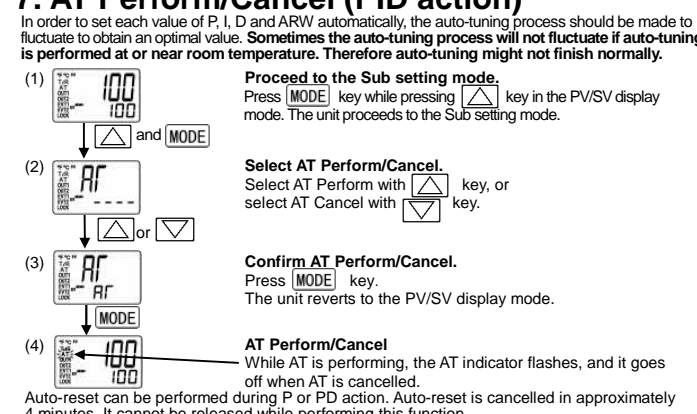 7. AT Perform/Cancel (PID action)
In order to set each value of P, I, D and ARW automatically, the auto-tuning process should be made to
fluctuate to obtain an optimal value. Sometimes the auto-tuning process will not fluctuate if auto-tuning
is performed at or near room temperature. Therefore auto-tuning might not finish normally.
(1)
100
100
Proceed to the Sub setting mode.
Press MODE key while pressing △ key in the PV/SV display
mode. The unit proceeds to the Sub setting mode.
△ and MODE
(2)
AT
----
Select AT Perform/Cancel.
Select AT Perform with △ key, or
select AT Cancel with ▽ key.
△ or ▽
(3)
AT
AT
Confirm AT Perform/Cancel.
Press MODE key.
The unit reverts to the PV/SV display mode.
MODE
(4)
AT
100
100
AT Perform/Cancel
While AT is performing, the AT indicator flashes, and it goes
off when AT is cancelled.
Auto-reset can be performed during P or PD action. Auto-reset is cancelled in approximately
4 minutes. It cannot be released while performing this function.